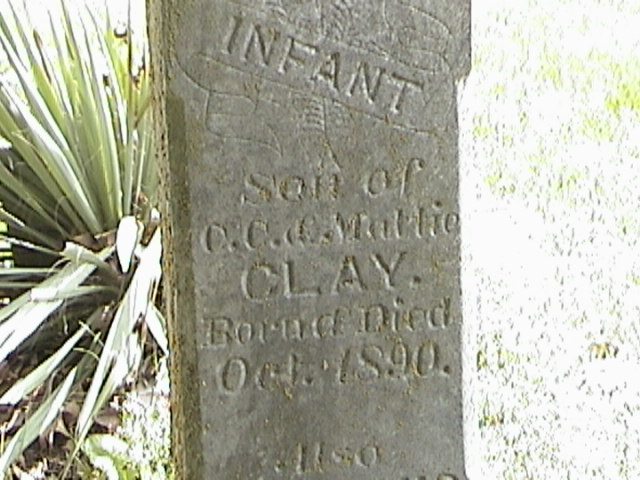 INFANT
Son of
C. C. & Mattie
CLAY.
Born & Died
Oct. 1890.
Also